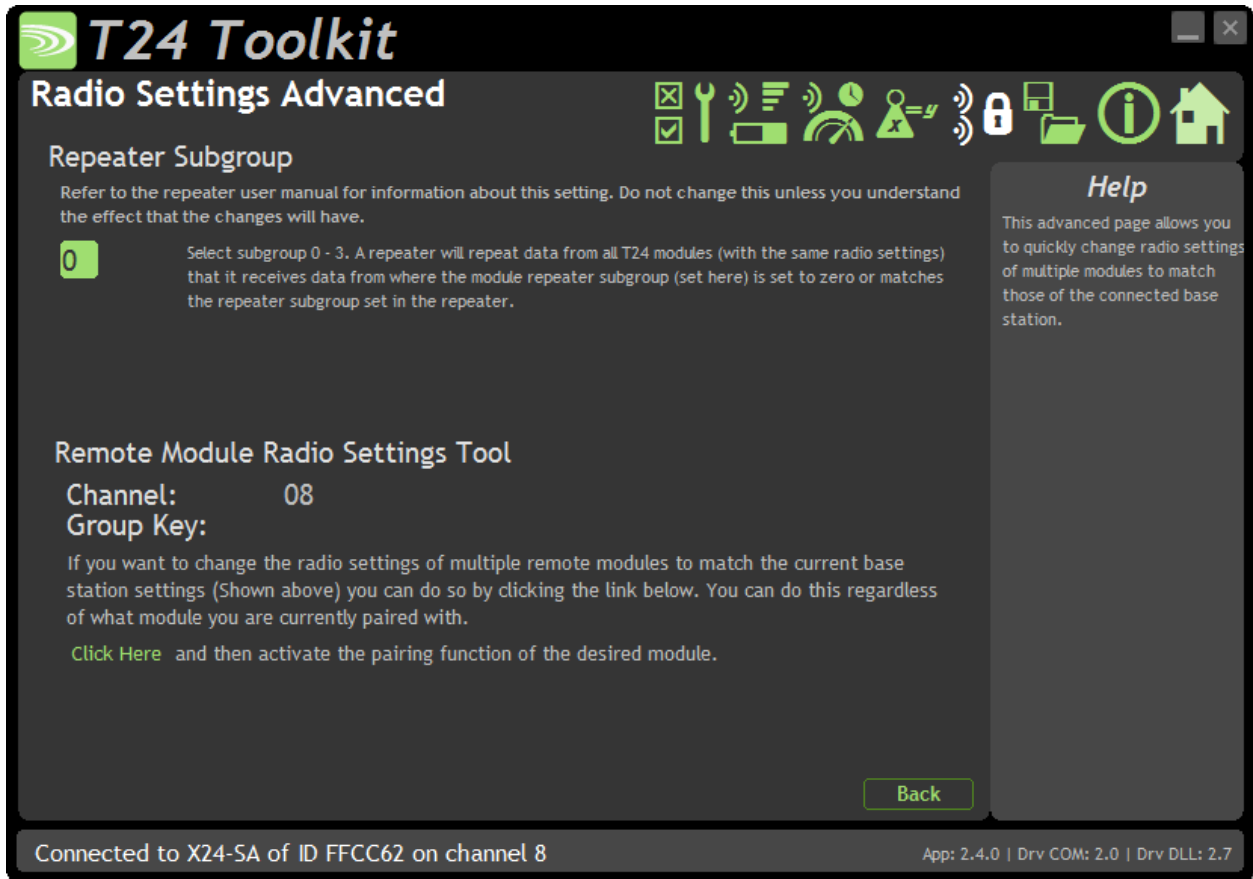 T24 Toolkit
Radio Settings Advanced
x=y
Repeater Subgroup
Refer to the repeater user manual for information about this setting. Do not change this unless you understand
the effect that the changes will have.
0
Select subgroup 0 - 3. A repeater will repeat data from all T24 modules (with the same radio settings)
that it receives data from where the module repeater subgroup (set here) is set to zero or matches
the repeater subgroup set in the repeater.
Help
This advanced page allows you
to quickly change radio settings
of multiple modules to match
those of the connected base
station.
Remote Module Radio Settings Tool
Channel: 08
Group Key:
If you want to change the radio settings of multiple remote modules to match the current base
station settings (Shown above) you can do so by clicking the link below. You can do this regardless
of what module you are currently paired with.
Click Here and then activate the pairing function of the desired module.
Back
Connected to X24-SA of ID FFCC62 on channel 8
App: 2.4.0 | Drv COM: 2.0 | Drv DLL: 2.7